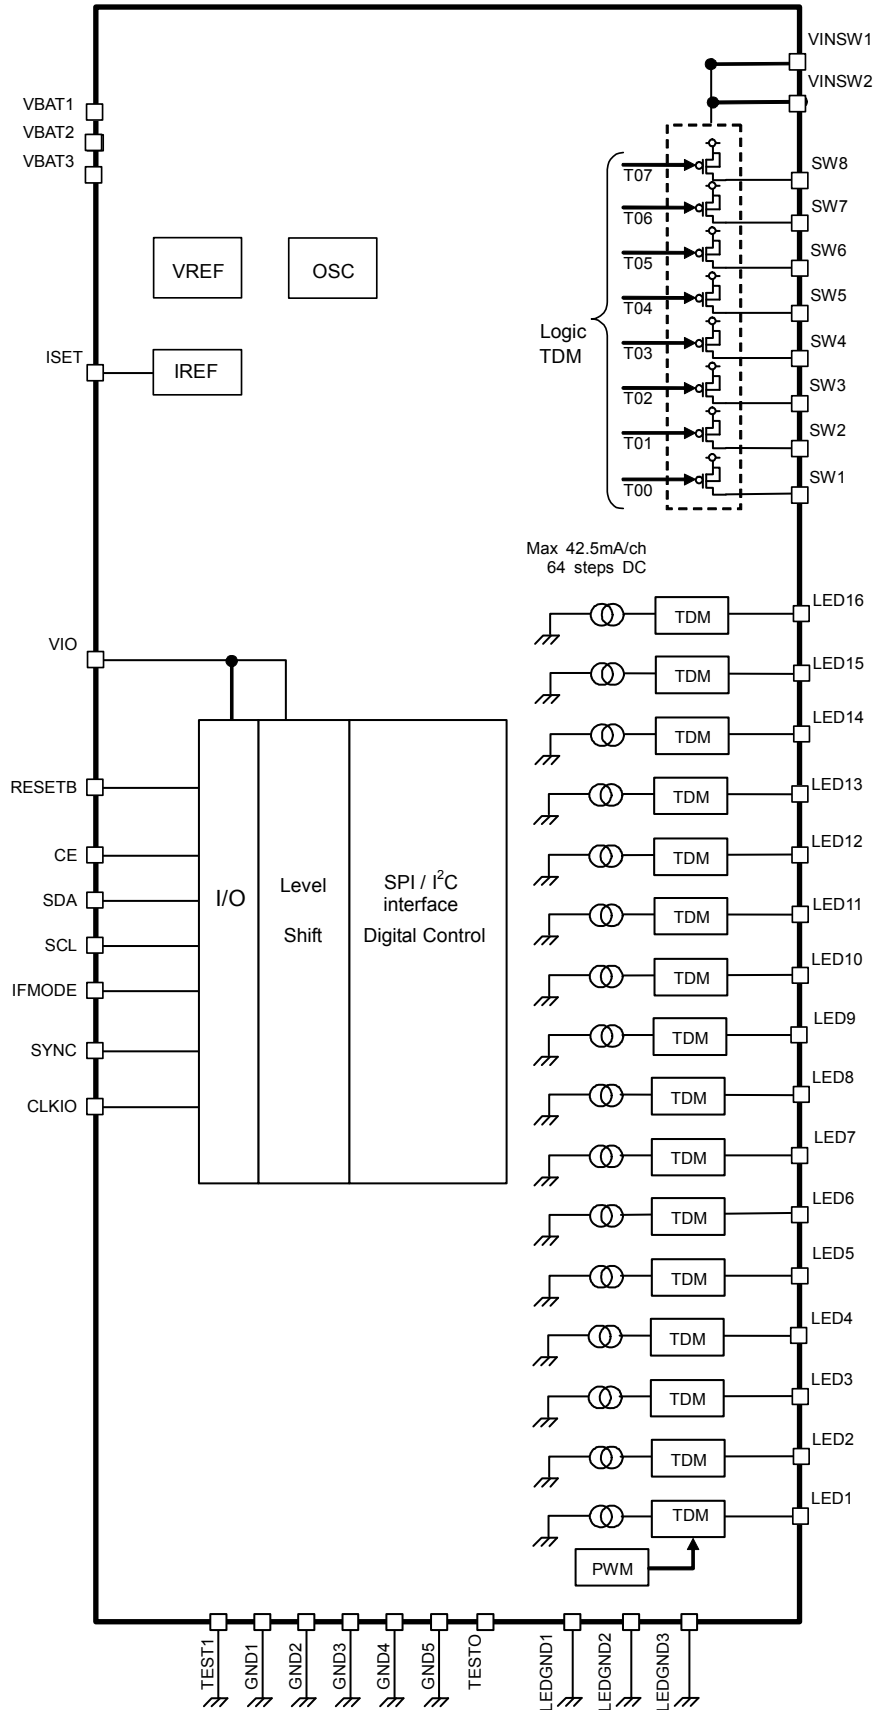 VINSW1
VINSW2
VBAT1
VBAT2
VBAT3
T07
T06
T05
T04
T03
T02
T01
T00
SW8
SW7
SW6
SW5
SW4
SW3
SW2
SW1
Logic
TDM
VREF
OSC
ISET
IREF
Max 42.5mA/ch
64 steps DC
VIO
RESETB
CE
SDA
SCL
IFMODE
SYNC
CLKIO
I/O
Level
Shift
SPI / I²C
interface
Digital Control
TDM
LED16
TDM
LED15
TDM
LED14
TDM
LED13
TDM
LED12
TDM
LED11
TDM
LED10
TDM
LED9
TDM
LED8
TDM
LED7
TDM
LED6
TDM
LED5
TDM
LED4
TDM
LED3
TDM
LED2
TDM
LED1
PWM
TEST1
GND1
GND2
GND3
GND4
GND5
TESTO
LEDGND1
LEDGND2
LEDGND3